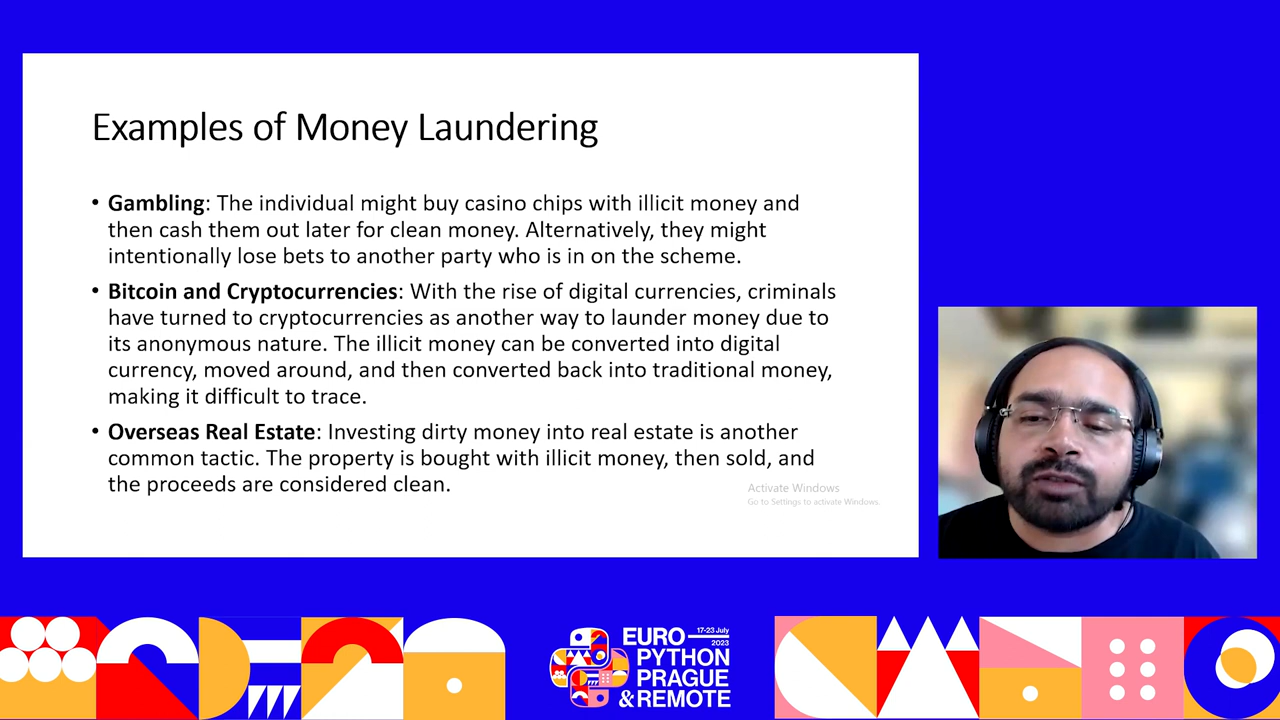 Examples of Money Laundering
• Gambling: The individual might buy casino chips with illicit money and
then cash them out later for clean money. Alternatively, they might
intentionally lose bets to another party who is in on the scheme.
• Bitcoin and Cryptocurrencies: With the rise of digital currencies, criminals
have turned to cryptocurrencies as another way to launder money due to
its anonymous nature. The illicit money can be converted into digital
currency, moved around, and then converted back into traditional money,
making it difficult to trace.
• Overseas Real Estate: Investing dirty money into real estate is another
common tactic. The property is bought with illicit money, then sold, and
the proceeds are considered clean.
Activate Windows
Go to Settings to activate Windows.
EURO
17-23 July
2023
PYTHON
PRAGUE
&REMOTE